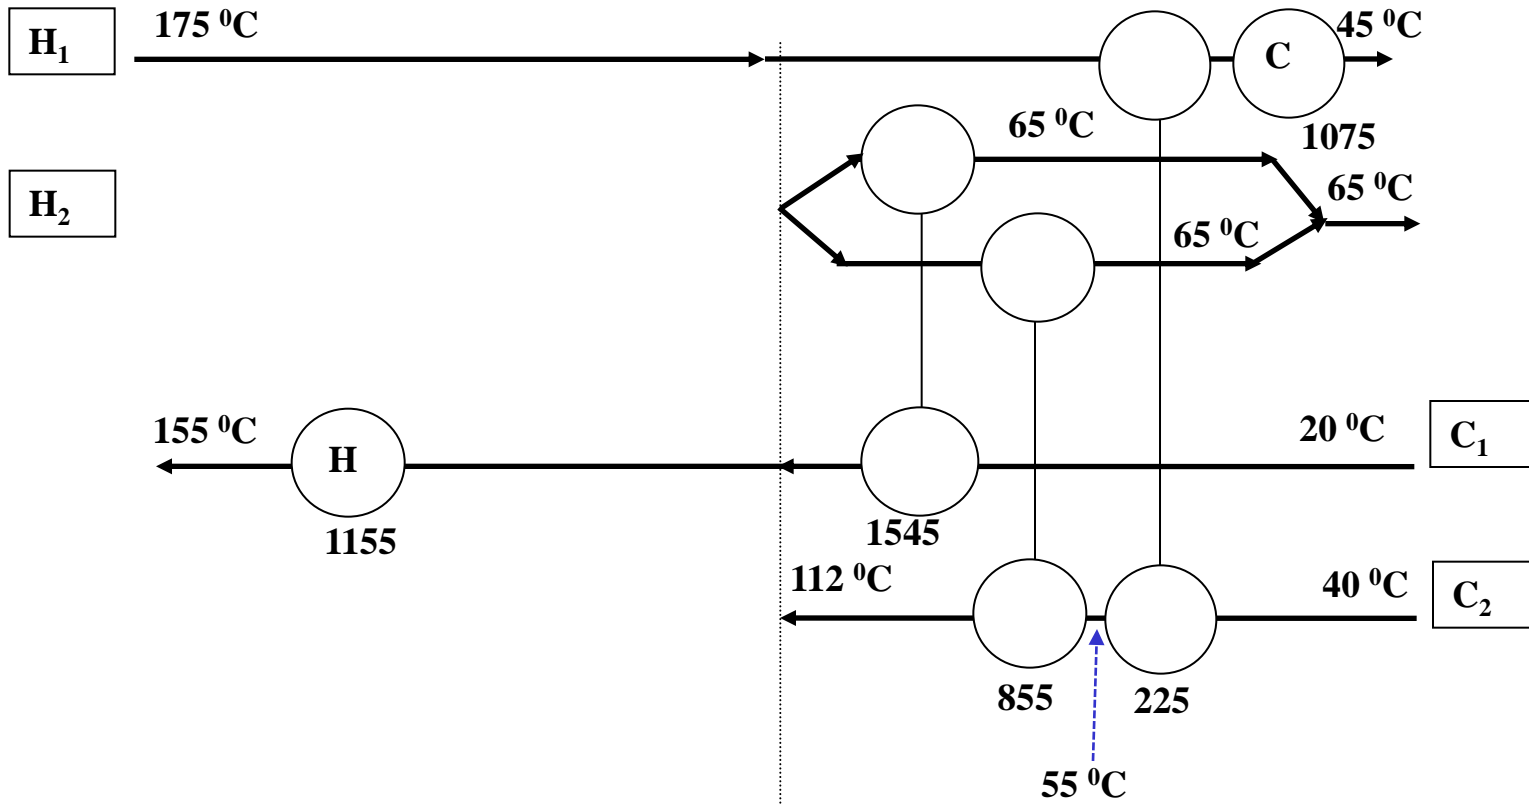 H₁ 175 ⁰C C 45 ⁰C
1075
65 ⁰C
H₂ 65 ⁰C
65 ⁰C
155 ⁰C H 20 ⁰C C₁
1155 1545
112 ⁰C 40 ⁰C C₂
855 225
55 ⁰C